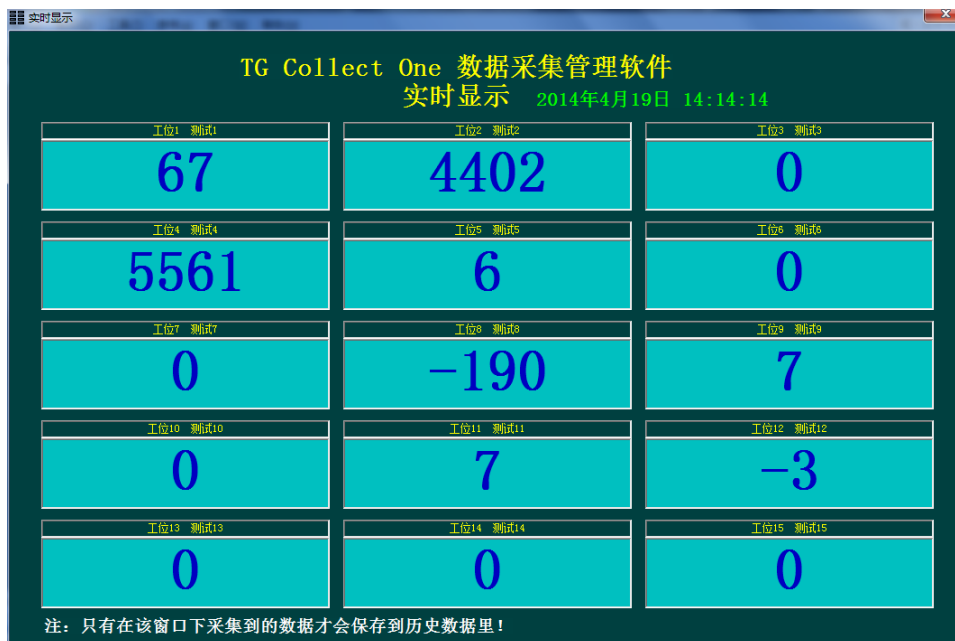 实时显示
TG Collect One 数据采集管理软件
实时显示 2014年4月19日 14:14:14
工位1 测试1 工位2 测试2 工位3 测试3
67 4402 0
工位4 测试4 工位5 测试5 工位6 测试6
5561 6 0
工位7 测试7 工位8 测试8 工位9 测试9
0 -190 7
工位10 测试10 工位11 测试11 工位12 测试12
0 7 -3
工位13 测试13 工位14 测试14 工位15 测试15
0 0 0
注: 只有在该窗口下采集到的数据才会保存到历史数据里!